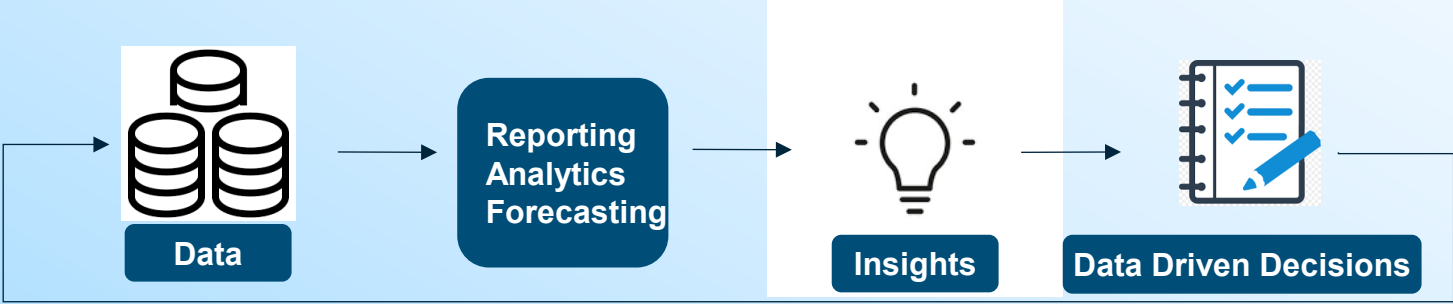 Data
Reporting
Analytics
Forecasting
Insights
Data Driven Decisions